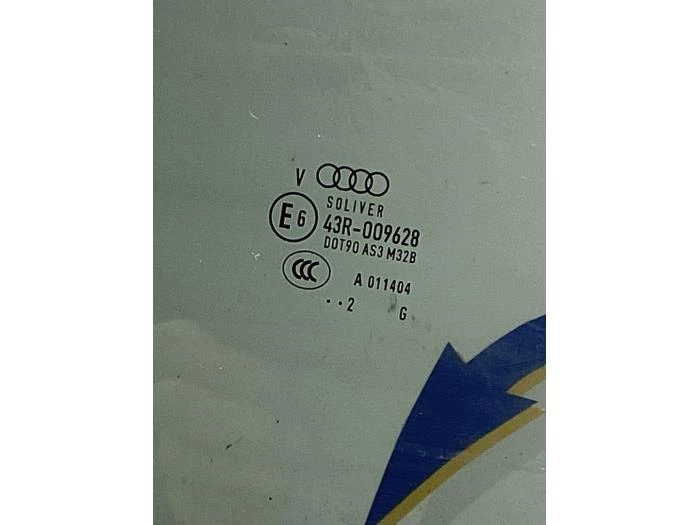 V
SOLIVER
E6 43R-009628
DOT90 AS3 M32B
CCC A 011404
··2 G